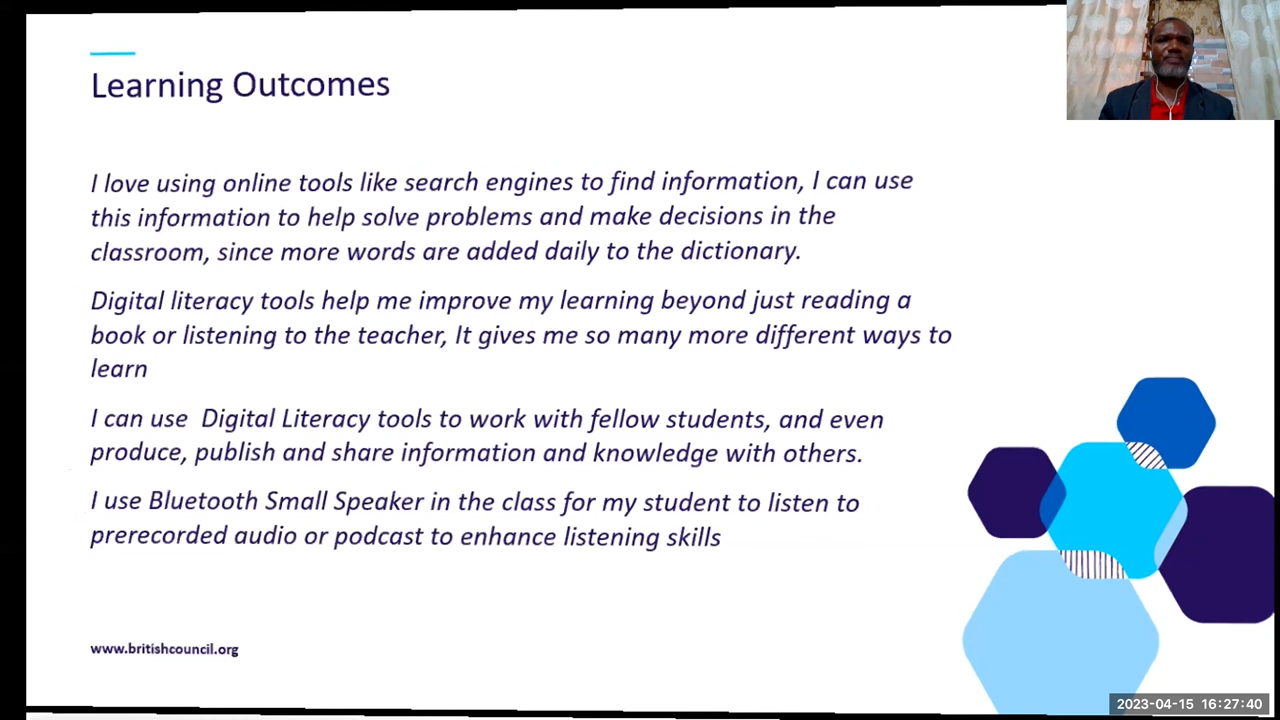 Learning Outcomes
I love using online tools like search engines to find information, I can use
this information to help solve problems and make decisions in the
classroom, since more words are added daily to the dictionary.
Digital literacy tools help me improve my learning beyond just reading a
book or listening to the teacher, It gives me so many more different ways to
learn
I can use  Digital Literacy tools to work with fellow students, and even
produce, publish and share information and knowledge with others.
I use Bluetooth Small Speaker in the class for my student to listen to
prerecorded audio or podcast to enhance listening skills
www.britishcouncil.org
2023-04-15 16:27:40